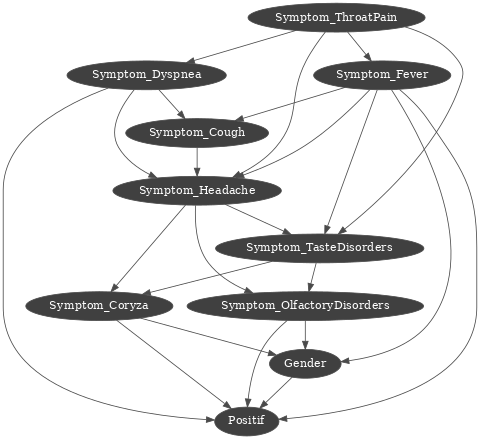 Symptom_ThroatPain
Symptom_Dyspnea
Symptom_Fever
Symptom_Cough
Symptom_Headache
Symptom_TasteDisorders
Symptom_Coryza
Symptom_OlfactoryDisorders
Gender
Positif